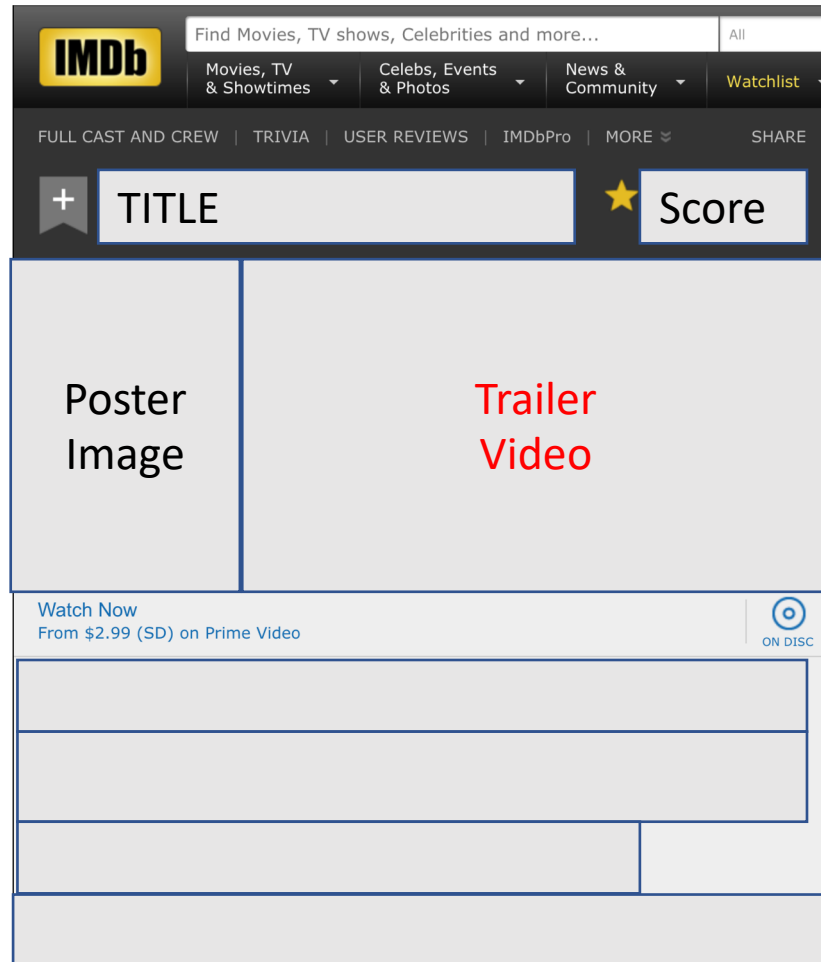 IMDb
Find Movies, TV shows, Celebrities and more...
All
Movies, TV
& Showtimes
Celebs, Events
& Photos
News &
Community
Watchlist
FULL CAST AND CREW | TRIVIA | USER REVIEWS | IMDbPro | MORE
SHARE
+
TITLE
Score
Poster
Image
Trailer
Video
Watch Now
From $2.99 (SD) on Prime Video
ON DISC